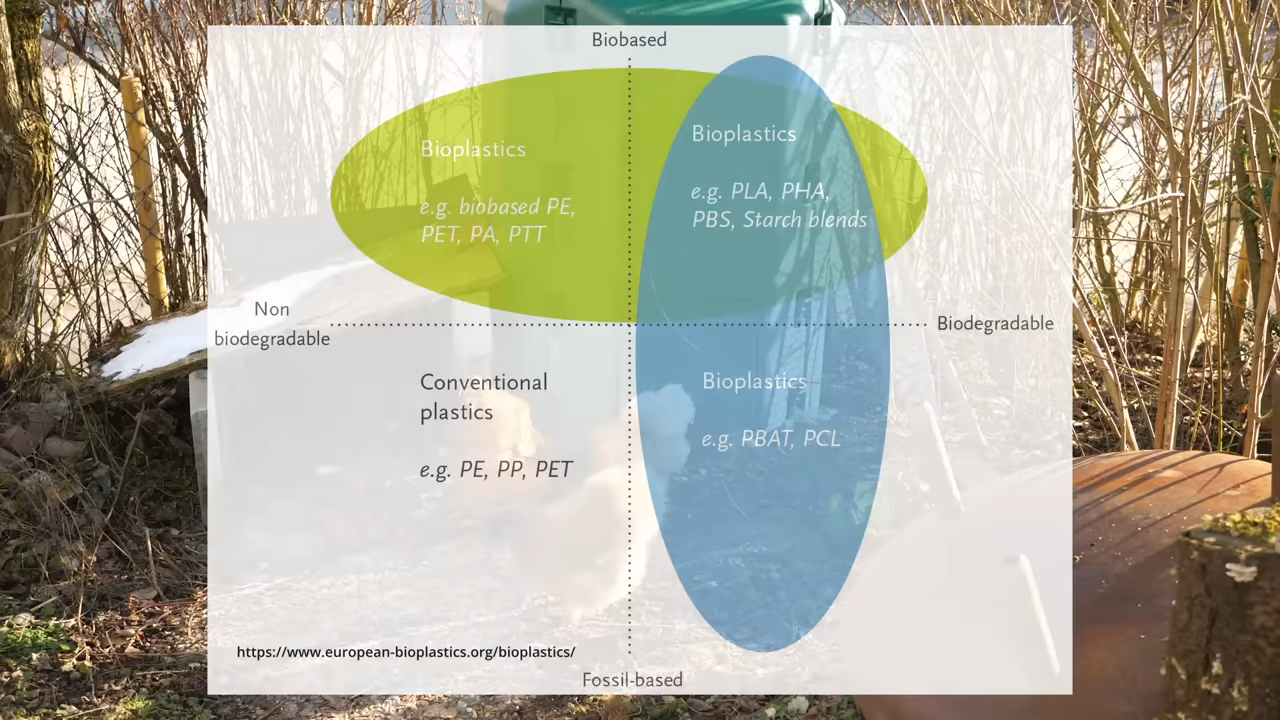 Biobased
Bioplastics
e.g. biobased PE,
PET, PA, PTT
Bioplastics
e.g. PLA, PHA,
PBS, Starch blends
Non
biodegradable
Biodegradable
Conventional
plastics
e.g. PE, PP, PET
Bioplastics
e.g. PBAT, PCL
https://www.european-bioplastics.org/bioplastics/
Fossil-based